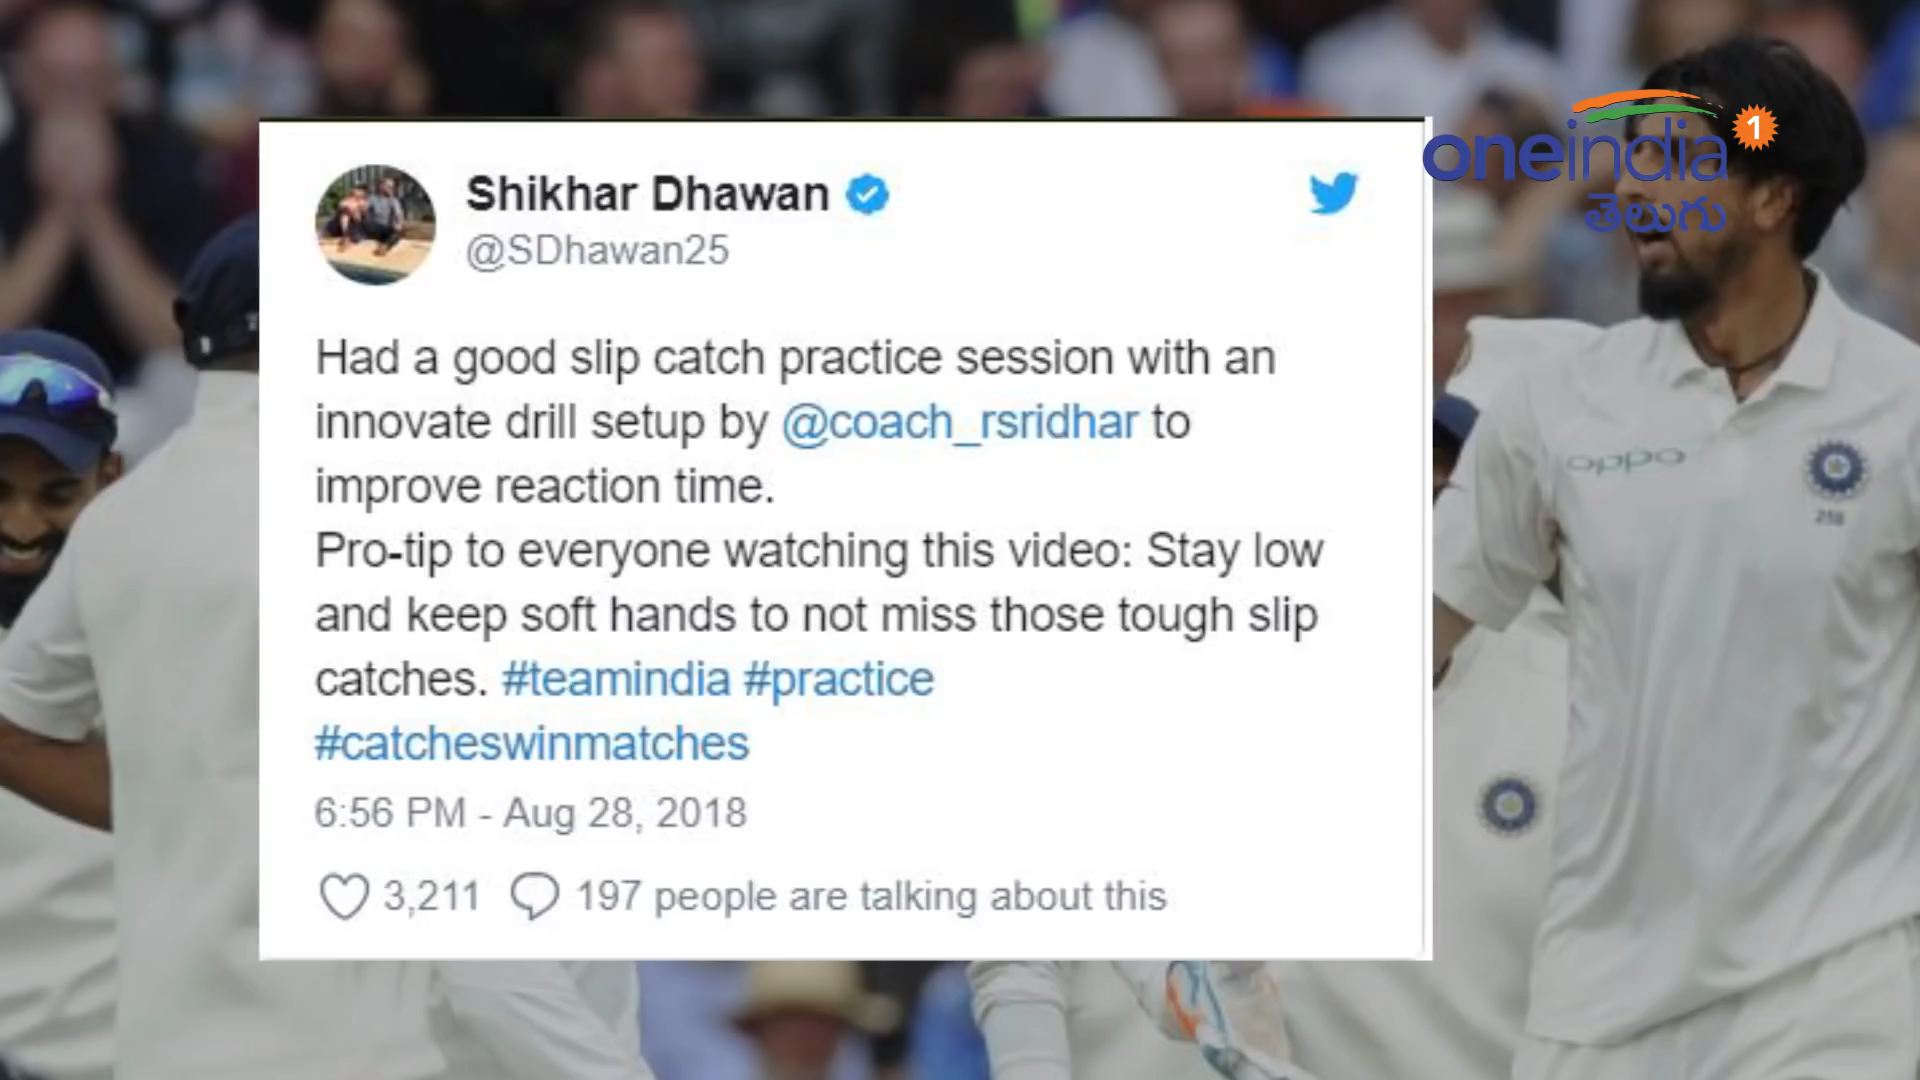 Shikhar Dhawan
@SDhawan25
Had a good slip catch practice session with an
innovate drill setup by @coach_rsridhar to
improve reaction time.
Pro-tip to everyone watching this video: Stay low
and keep soft hands to not miss those tough slip
catches. #teamindia #practice
#catcheswinmatches
6:56 PM - Aug 28, 2018
3,211 197 people are talking about this
oneindia 1
తెలుగు
oppo